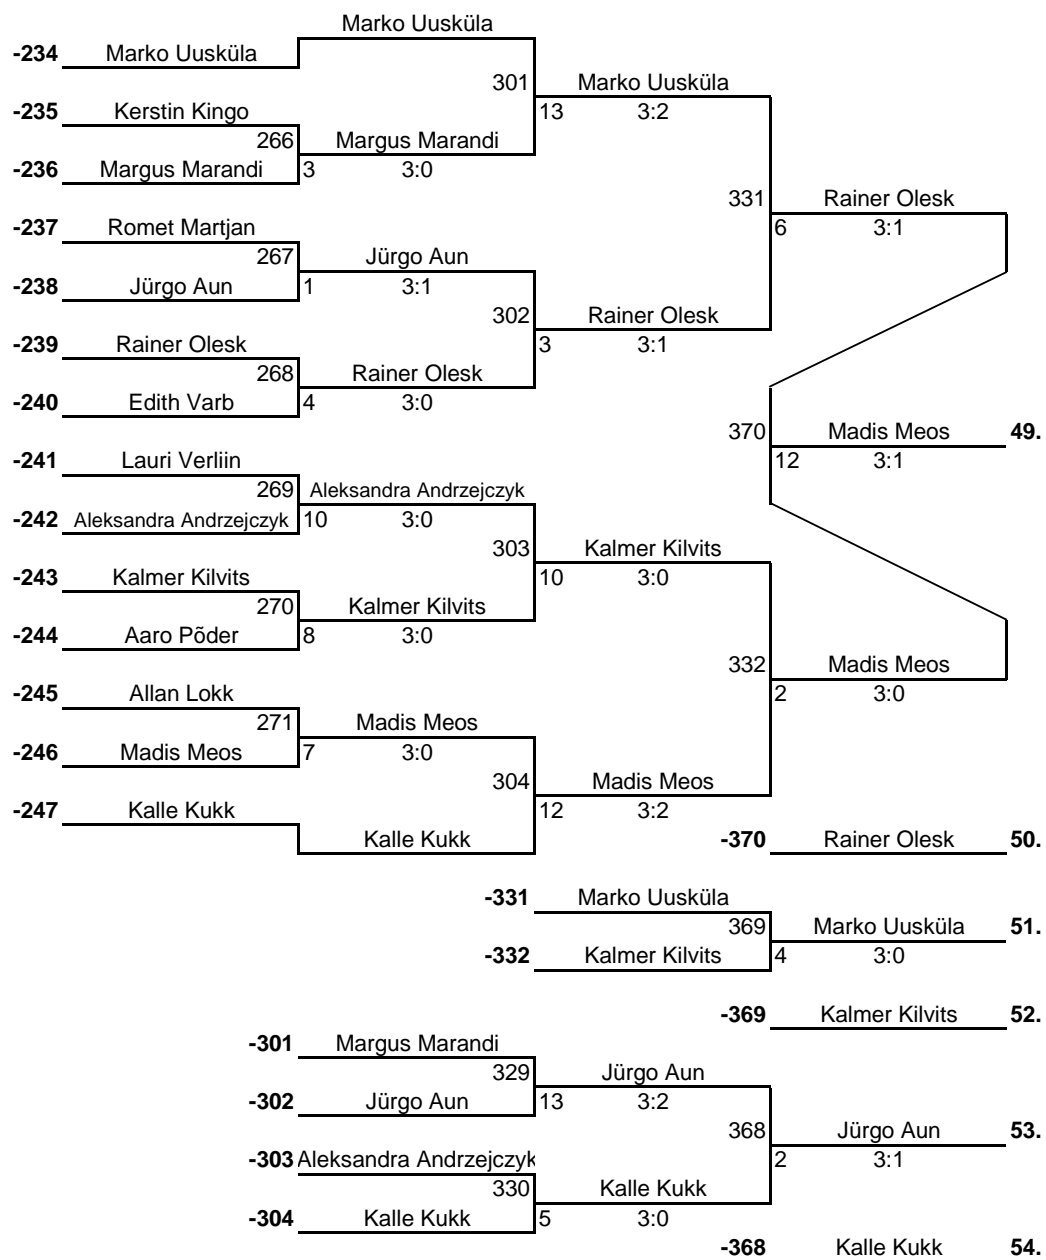 Marko Uusküla
-234 Marko Uusküla
301 Marko Uusküla
-235 Kerstin Kingo 13 3:2
266 Margus Marandi
-236 Margus Marandi 3 3:0
331 Rainer Olesk
-237 Romet Martjan 6 3:1
267 Jürgo Aun
-238 Jürgo Aun 1 3:1
302 Rainer Olesk
-239 Rainer Olesk 3 3:1
268 Rainer Olesk
-240 Edith Varb 4 3:0
370 Madis Meos 49.
-241 Lauri Verliin 12 3:1
269 Aleksandra Andrzejczyk
-242 Aleksandra Andrzejczyk 10 3:0
303 Kalmer Kilvits
-243 Kalmer Kilvits 10 3:0
270 Kalmer Kilvits
-244 Aaro Põder 8 3:0
332 Madis Meos
-245 Allan Lokk 2 3:0
271 Madis Meos
-246 Madis Meos 7 3:0
304 Madis Meos
-247 Kalle Kukk 12 3:2
Kalle Kukk -370 Rainer Olesk 50.
-331 Marko Uusküla
369 Marko Uusküla 51.
-332 Kalmer Kilvits 4 3:0
-369 Kalmer Kilvits 52.
-301 Margus Marandi
329 Jürgo Aun
-302 Jürgo Aun 13 3:2
368 Jürgo Aun 53.
-303 Aleksandra Andrzejczyk 2 3:1
330 Kalle Kukk
-304 Kalle Kukk 5 3:0
-368 Kalle Kukk 54.